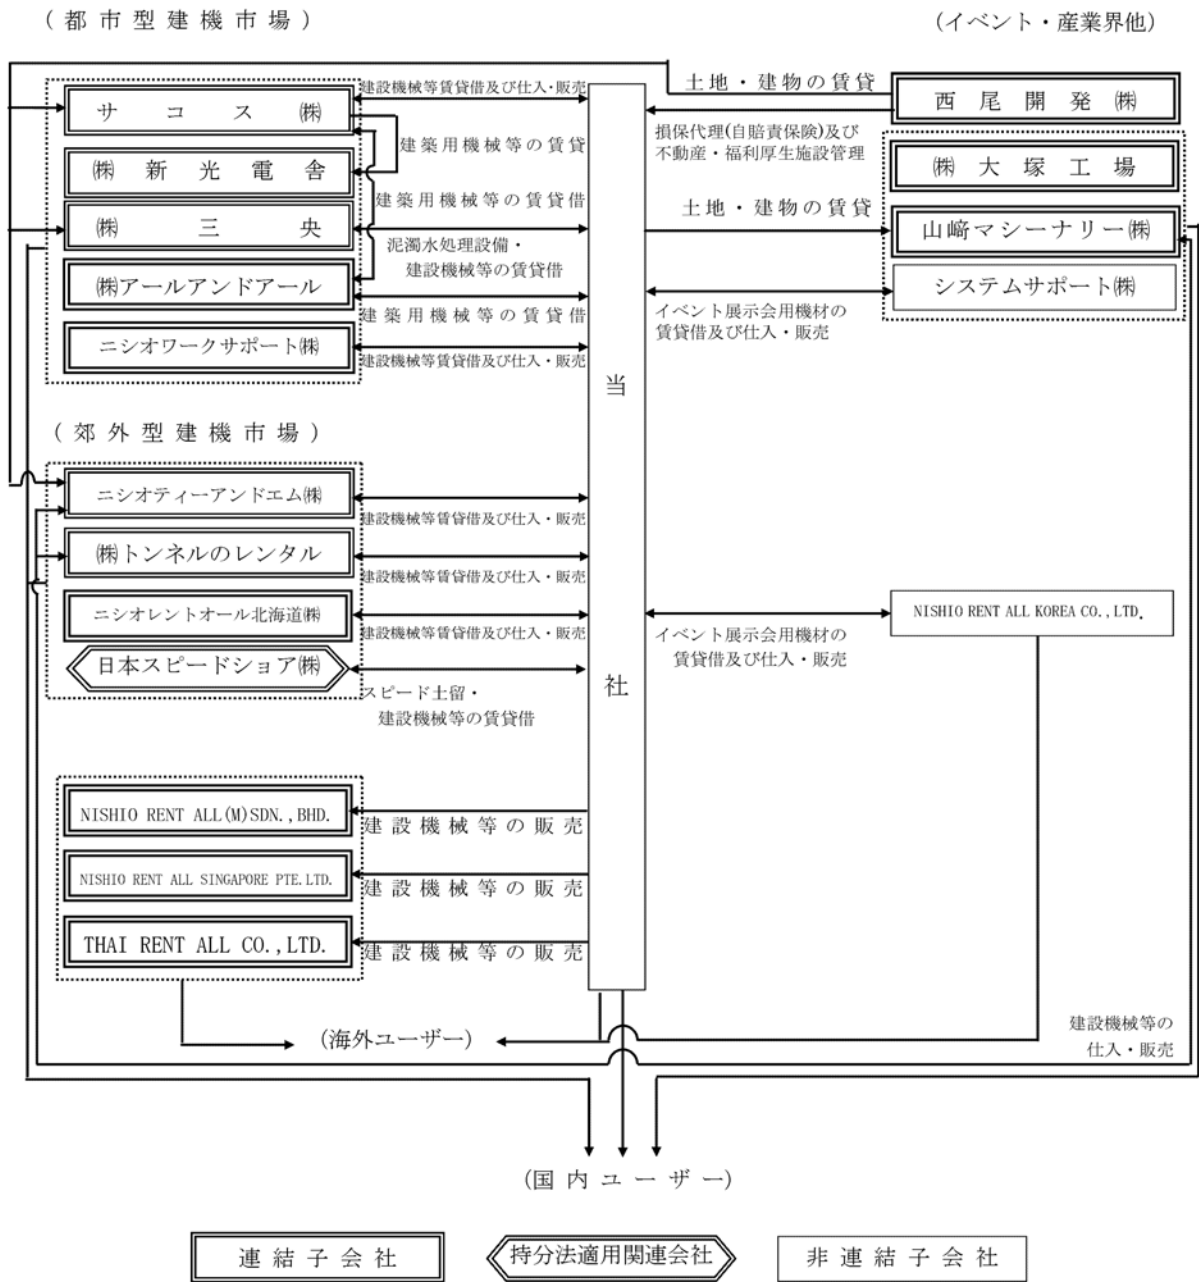 (都市型建機市場)
(イベント・産業界他)
建設機械等賃貸借及び仕入・販売
土地・建物の賃貸
サコス㈱
西尾開発㈱
損保代理(自賠責保険)及び
不動産・福利厚生施設管理
建築用機械等の賃貸
㈱新光電舎
㈱大塚工場
建築用機械等の賃貸借
土地・建物の賃貸
㈱三央
山﨑マシーナリー㈱
泥濁水処理設備・
建設機械等の賃貸借
㈱アールアンドアール
システムサポート㈱
建築用機械等の賃貸借
イベント展示会用機材の
賃貸借及び仕入・販売
ニシオワークサポート㈱
建設機械等賃貸借及び仕入・販売
当社
(郊外型建機市場)
ニシオティーアンドエム㈱
建設機械等賃貸借及び仕入・販売
㈱トンネルのレンタル
建設機械等賃貸借及び仕入・販売
ニシオレントオール北海道㈱
建設機械等賃貸借及び仕入・販売
NISHIO RENT ALL KOREA CO.,LTD.
イベント展示会用機材の
賃貸借及び仕入・販売
日本スピードショア㈱
スピード土留・
建設機械等の賃貸借
NISHIO RENT ALL(M)SDN.,BHD.
建設機械等の販売
NISHIO RENT ALL SINGAPORE PTE.LTD.
建設機械等の販売
THAI RENT ALL CO.,LTD.
建設機械等の販売
(海外ユーザー)
建設機械等の
仕入・販売
(国内ユーザー)
連結子会社
持分法適用関連会社
非連結子会社